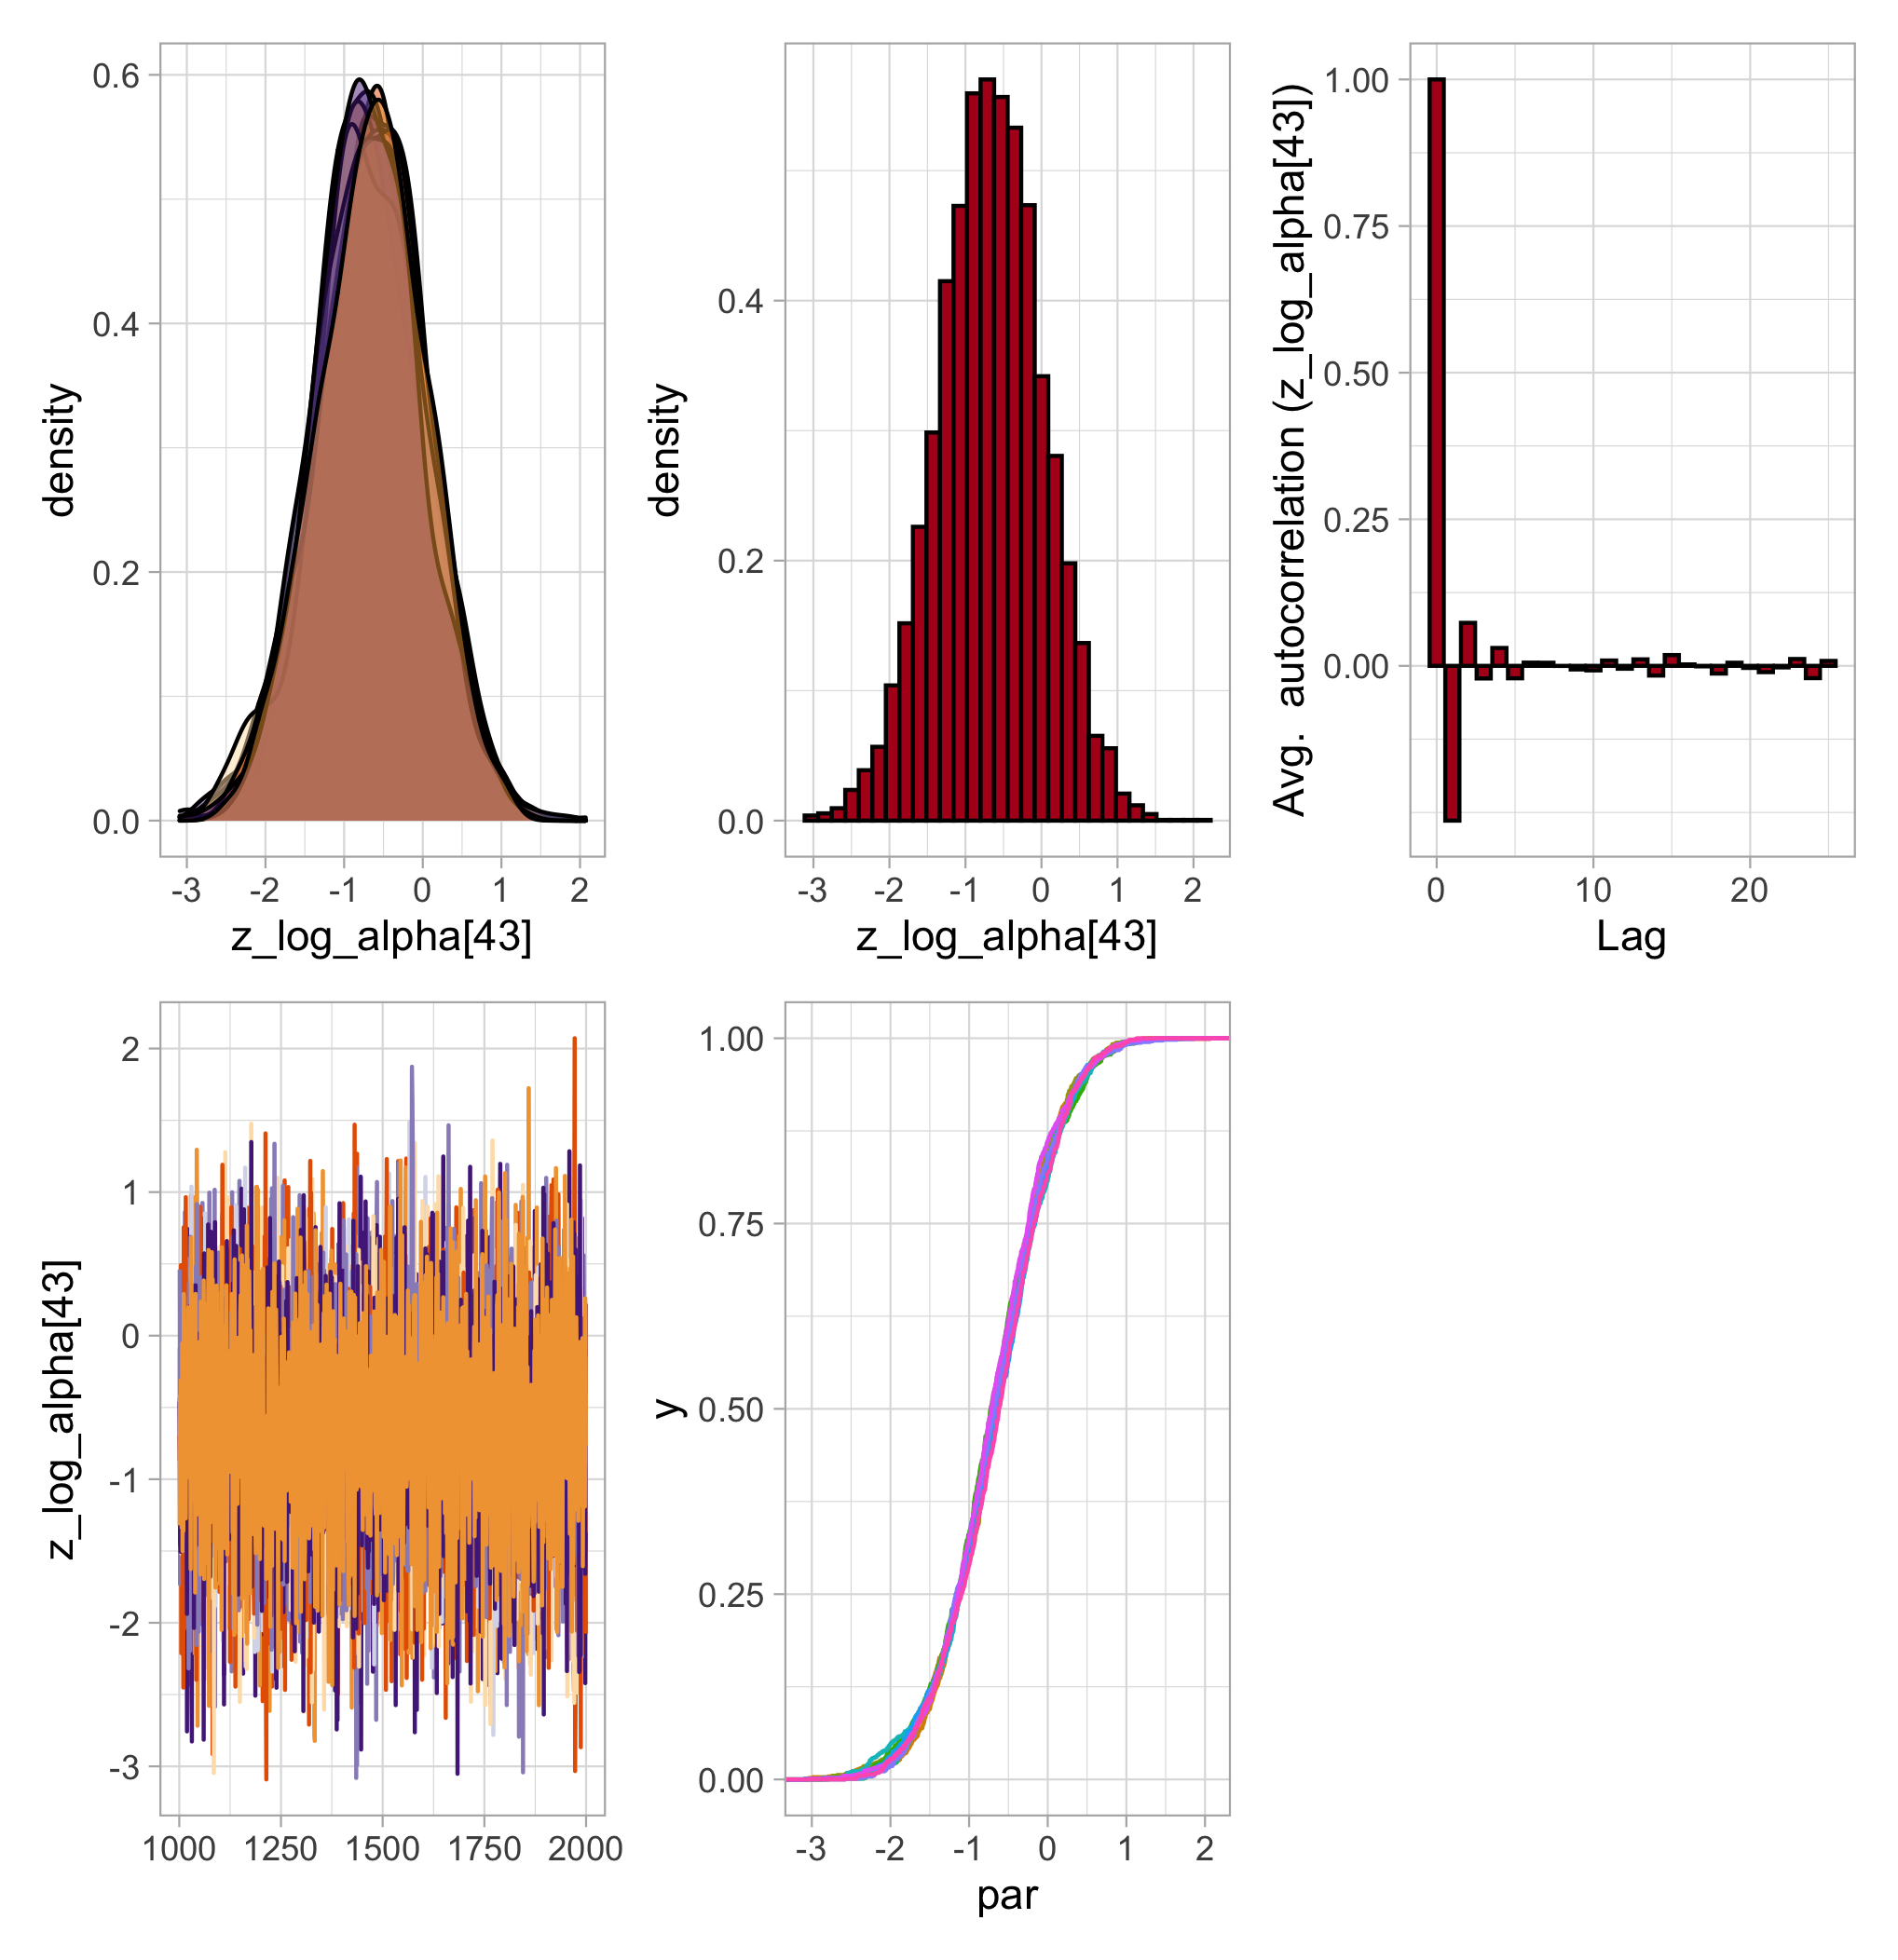 density
0.6
0.4
0.2
0.0
-3 -2 -1 0 1 2
z_log_alpha[43]
density
0.4
0.2
0.0
-3 -2 -1 0 1 2
z_log_alpha[43]
Avg. autocorrelation (z_log_alpha[43])
1.00
0.75
0.50
0.25
0.00
0 10 20
Lag
z_log_alpha[43]
2
1
0
-1
-2
-3
1000 1250 1500 1750 2000
y
1.00
0.75
0.50
0.25
0.00
-3 -2 -1 0 1 2
par